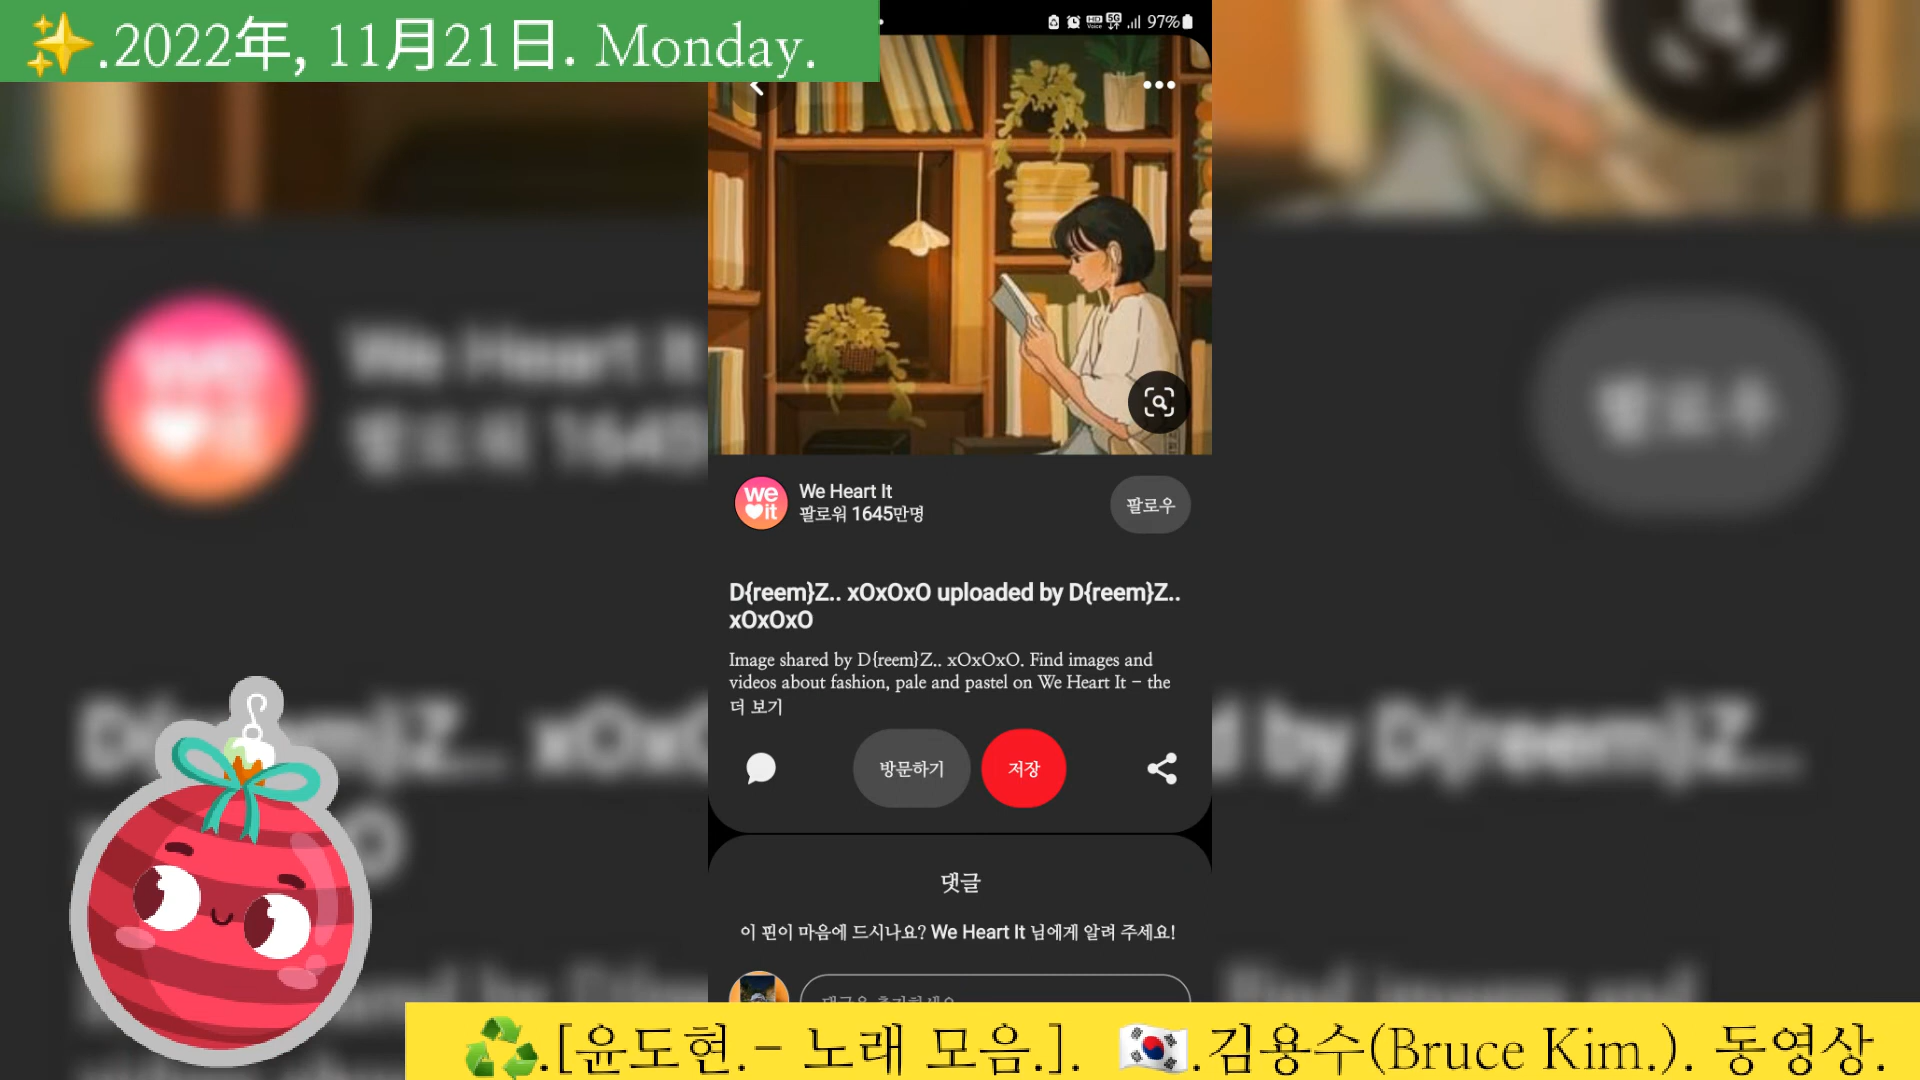 ✨.2022年, 11月21日. Monday.
97%
we
it
We Heart It
팔로워 1645만명
팔로우
D{reem}Z.. xOxOxO uploaded by D{reem}Z..
xOxOxO
Image shared by D{reem}Z.. xOxOxO. Find images and
videos about fashion, pale and pastel on We Heart It – the
더 보기
방문하기
저장
댓글
이 핀이 마음에 드시나요? We Heart It 님에게 알려 주세요!
♻️.[윤도현.- 노래 모음.]. 🇰🇷.김용수(Bruce Kim.). 동영상.